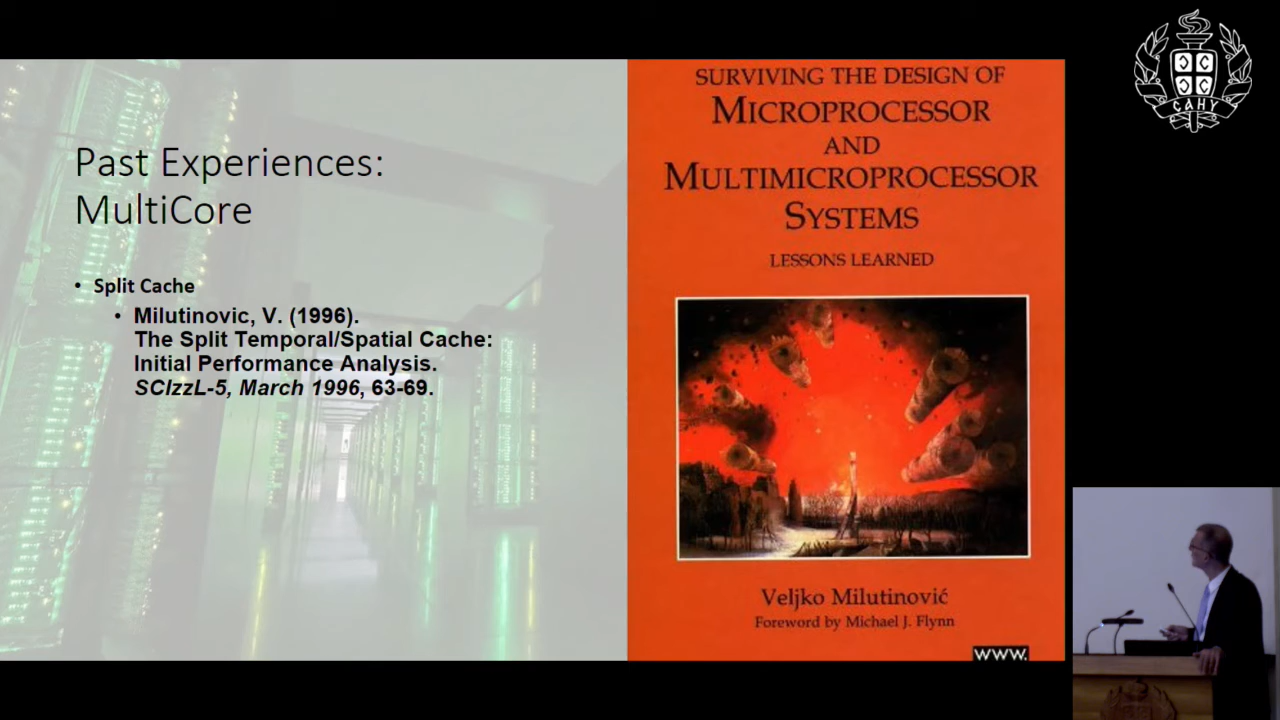 Past Experiences:
MultiCore
• Split Cache
• Milutinovic, V. (1996).
The Split Temporal/Spatial Cache:
Initial Performance Analysis.
SCIzzL-5, March 1996, 63-69.
SURVIVING THE DESIGN OF
MICROPROCESSOR
AND
MULTIMICROPROCESSOR
SYSTEMS
LESSONS LEARNED
Veljko Milutinović
Foreword by Michael J. Flynn
WWW.
САНУ